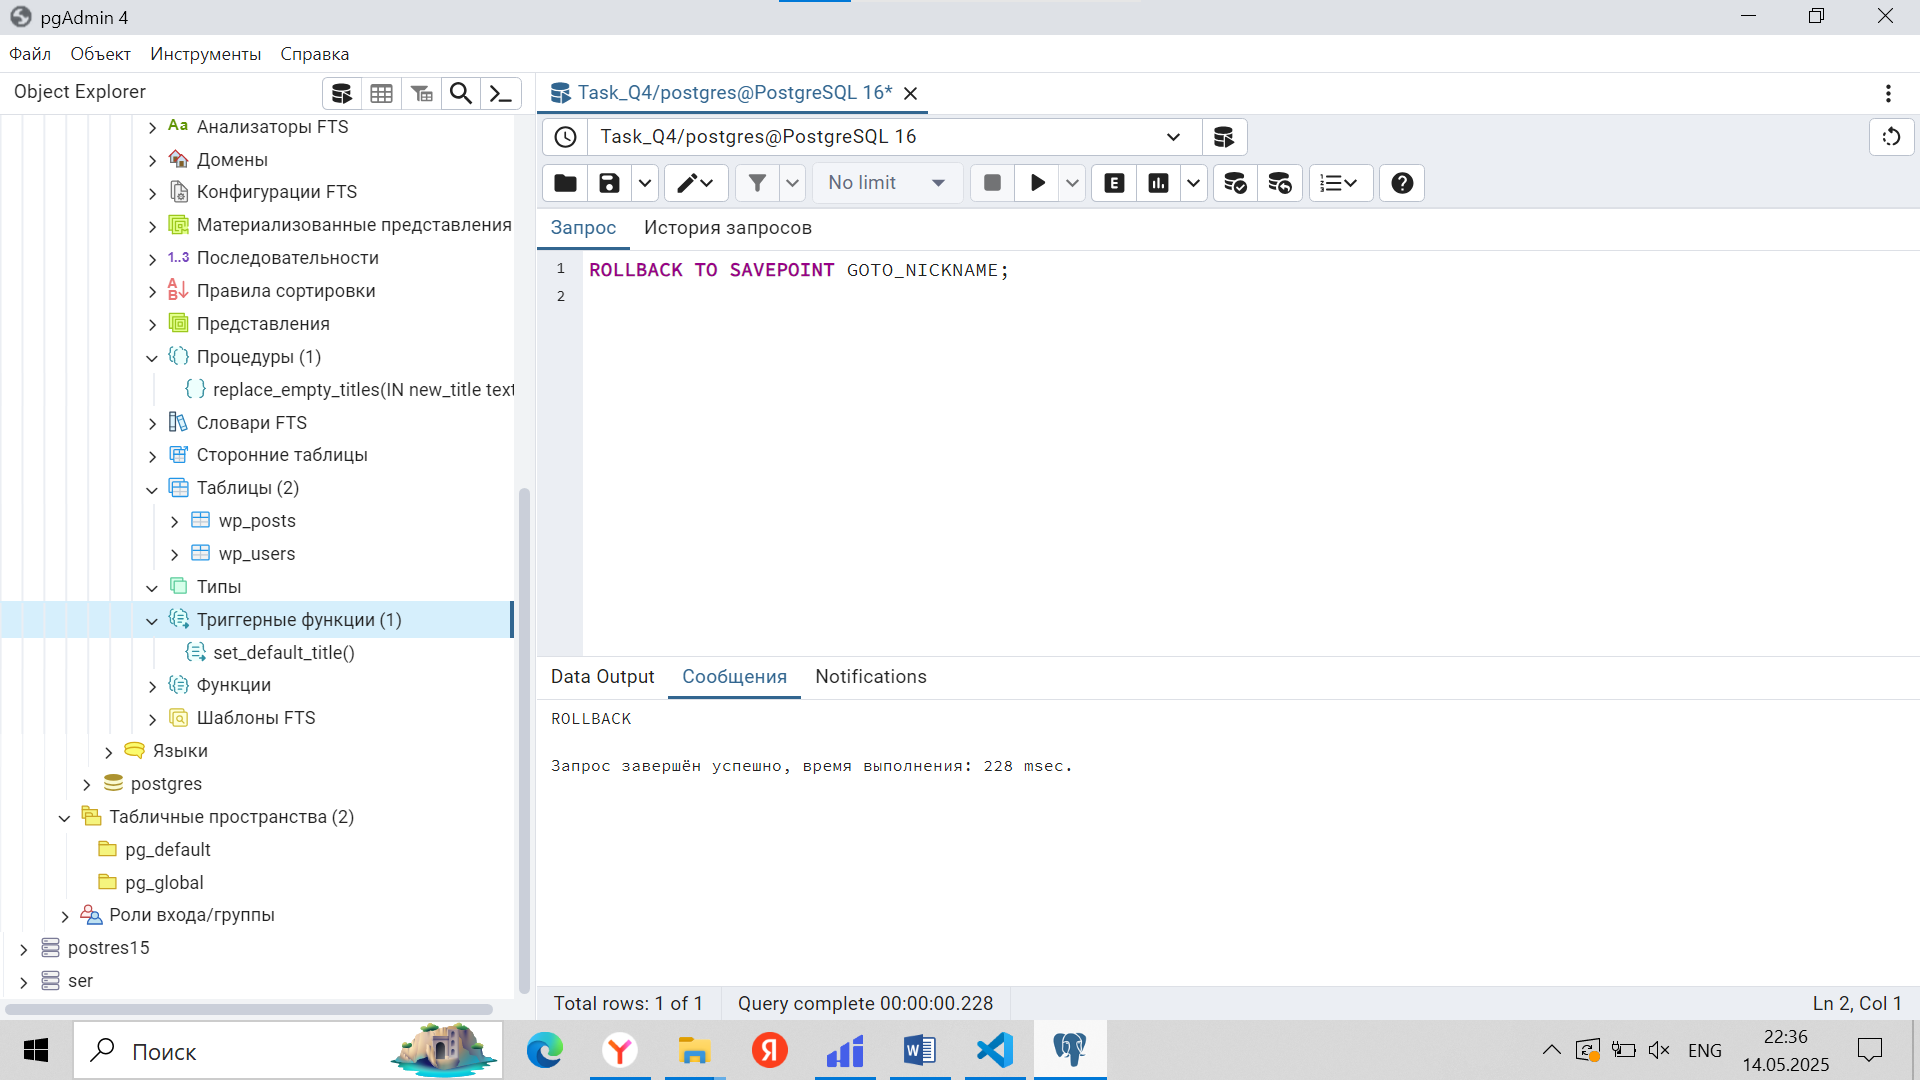 pgAdmin 4
Файл Объект Инструменты Справка
Object Explorer
Аа Анализаторы FTS
Домены
Конфигурации FTS
Материализованные представления
1..3 Последовательности
Правила сортировки
Представления
Процедуры (1)
replace_empty_titles(IN new_title text
Словари FTS
Сторонние таблицы
Таблицы (2)
wp_posts
wp_users
Типы
Триггерные функции (1)
set_default_title()
Функции
Шаблоны FTS
Языки
postgres
Табличные пространства (2)
pg_default
pg_global
Роли входа/группы
postres15
ser
Task_Q4/postgres@PostgreSQL 16*
Task_Q4/postgres@PostgreSQL 16
No limit
E
Запрос История запросов
1 ROLLBACK TO SAVEPOINT GOTO_NICKNAME;
2
Data Output Сообщения Notifications
ROLLBACK
Запрос завершён успешно, время выполнения: 228 msec.
Total rows: 1 of 1 Query complete 00:00:00.228 Ln 2, Col 1
Поиск
ENG
22:36
14.05.2025